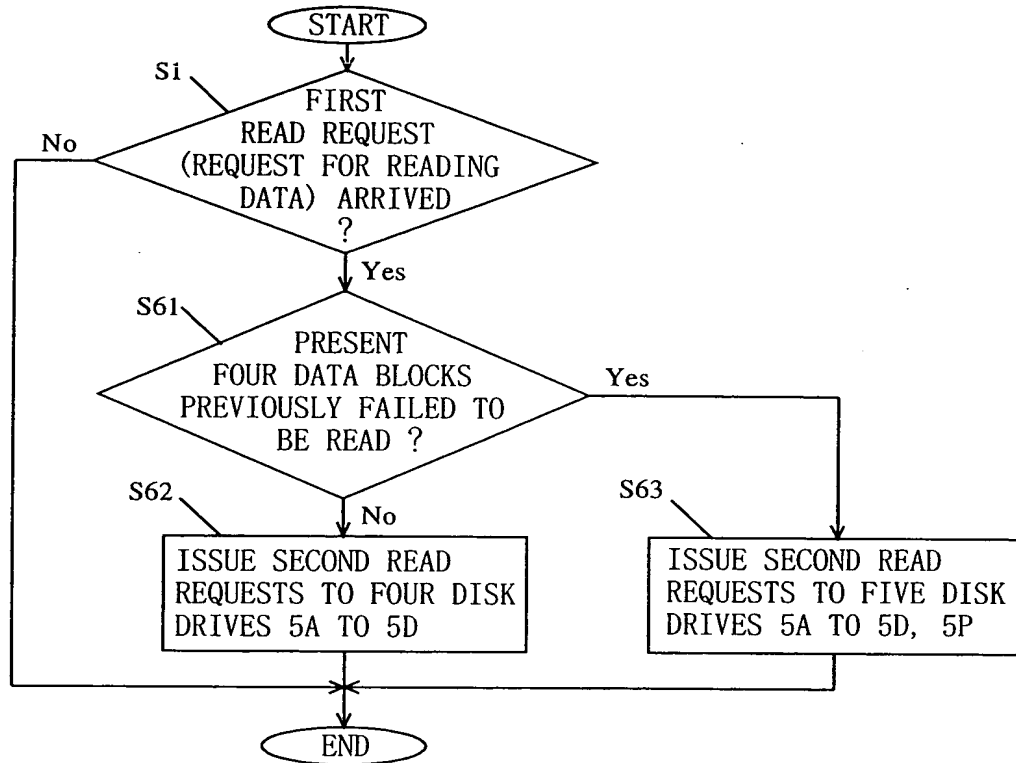 START
Si
FIRST
READ REQUEST
(REQUEST FOR READING
DATA) ARRIVED
?
No
Yes
S61
PRESENT
FOUR DATA BLOCKS
PREVIOUSLY FAILED TO
BE READ ?
Yes
S62
No
ISSUE SECOND READ
REQUESTS TO FOUR DISK
DRIVES 5A TO 5D
S63
ISSUE SECOND READ
REQUESTS TO FIVE DISK
DRIVES 5A TO 5D, 5P
END